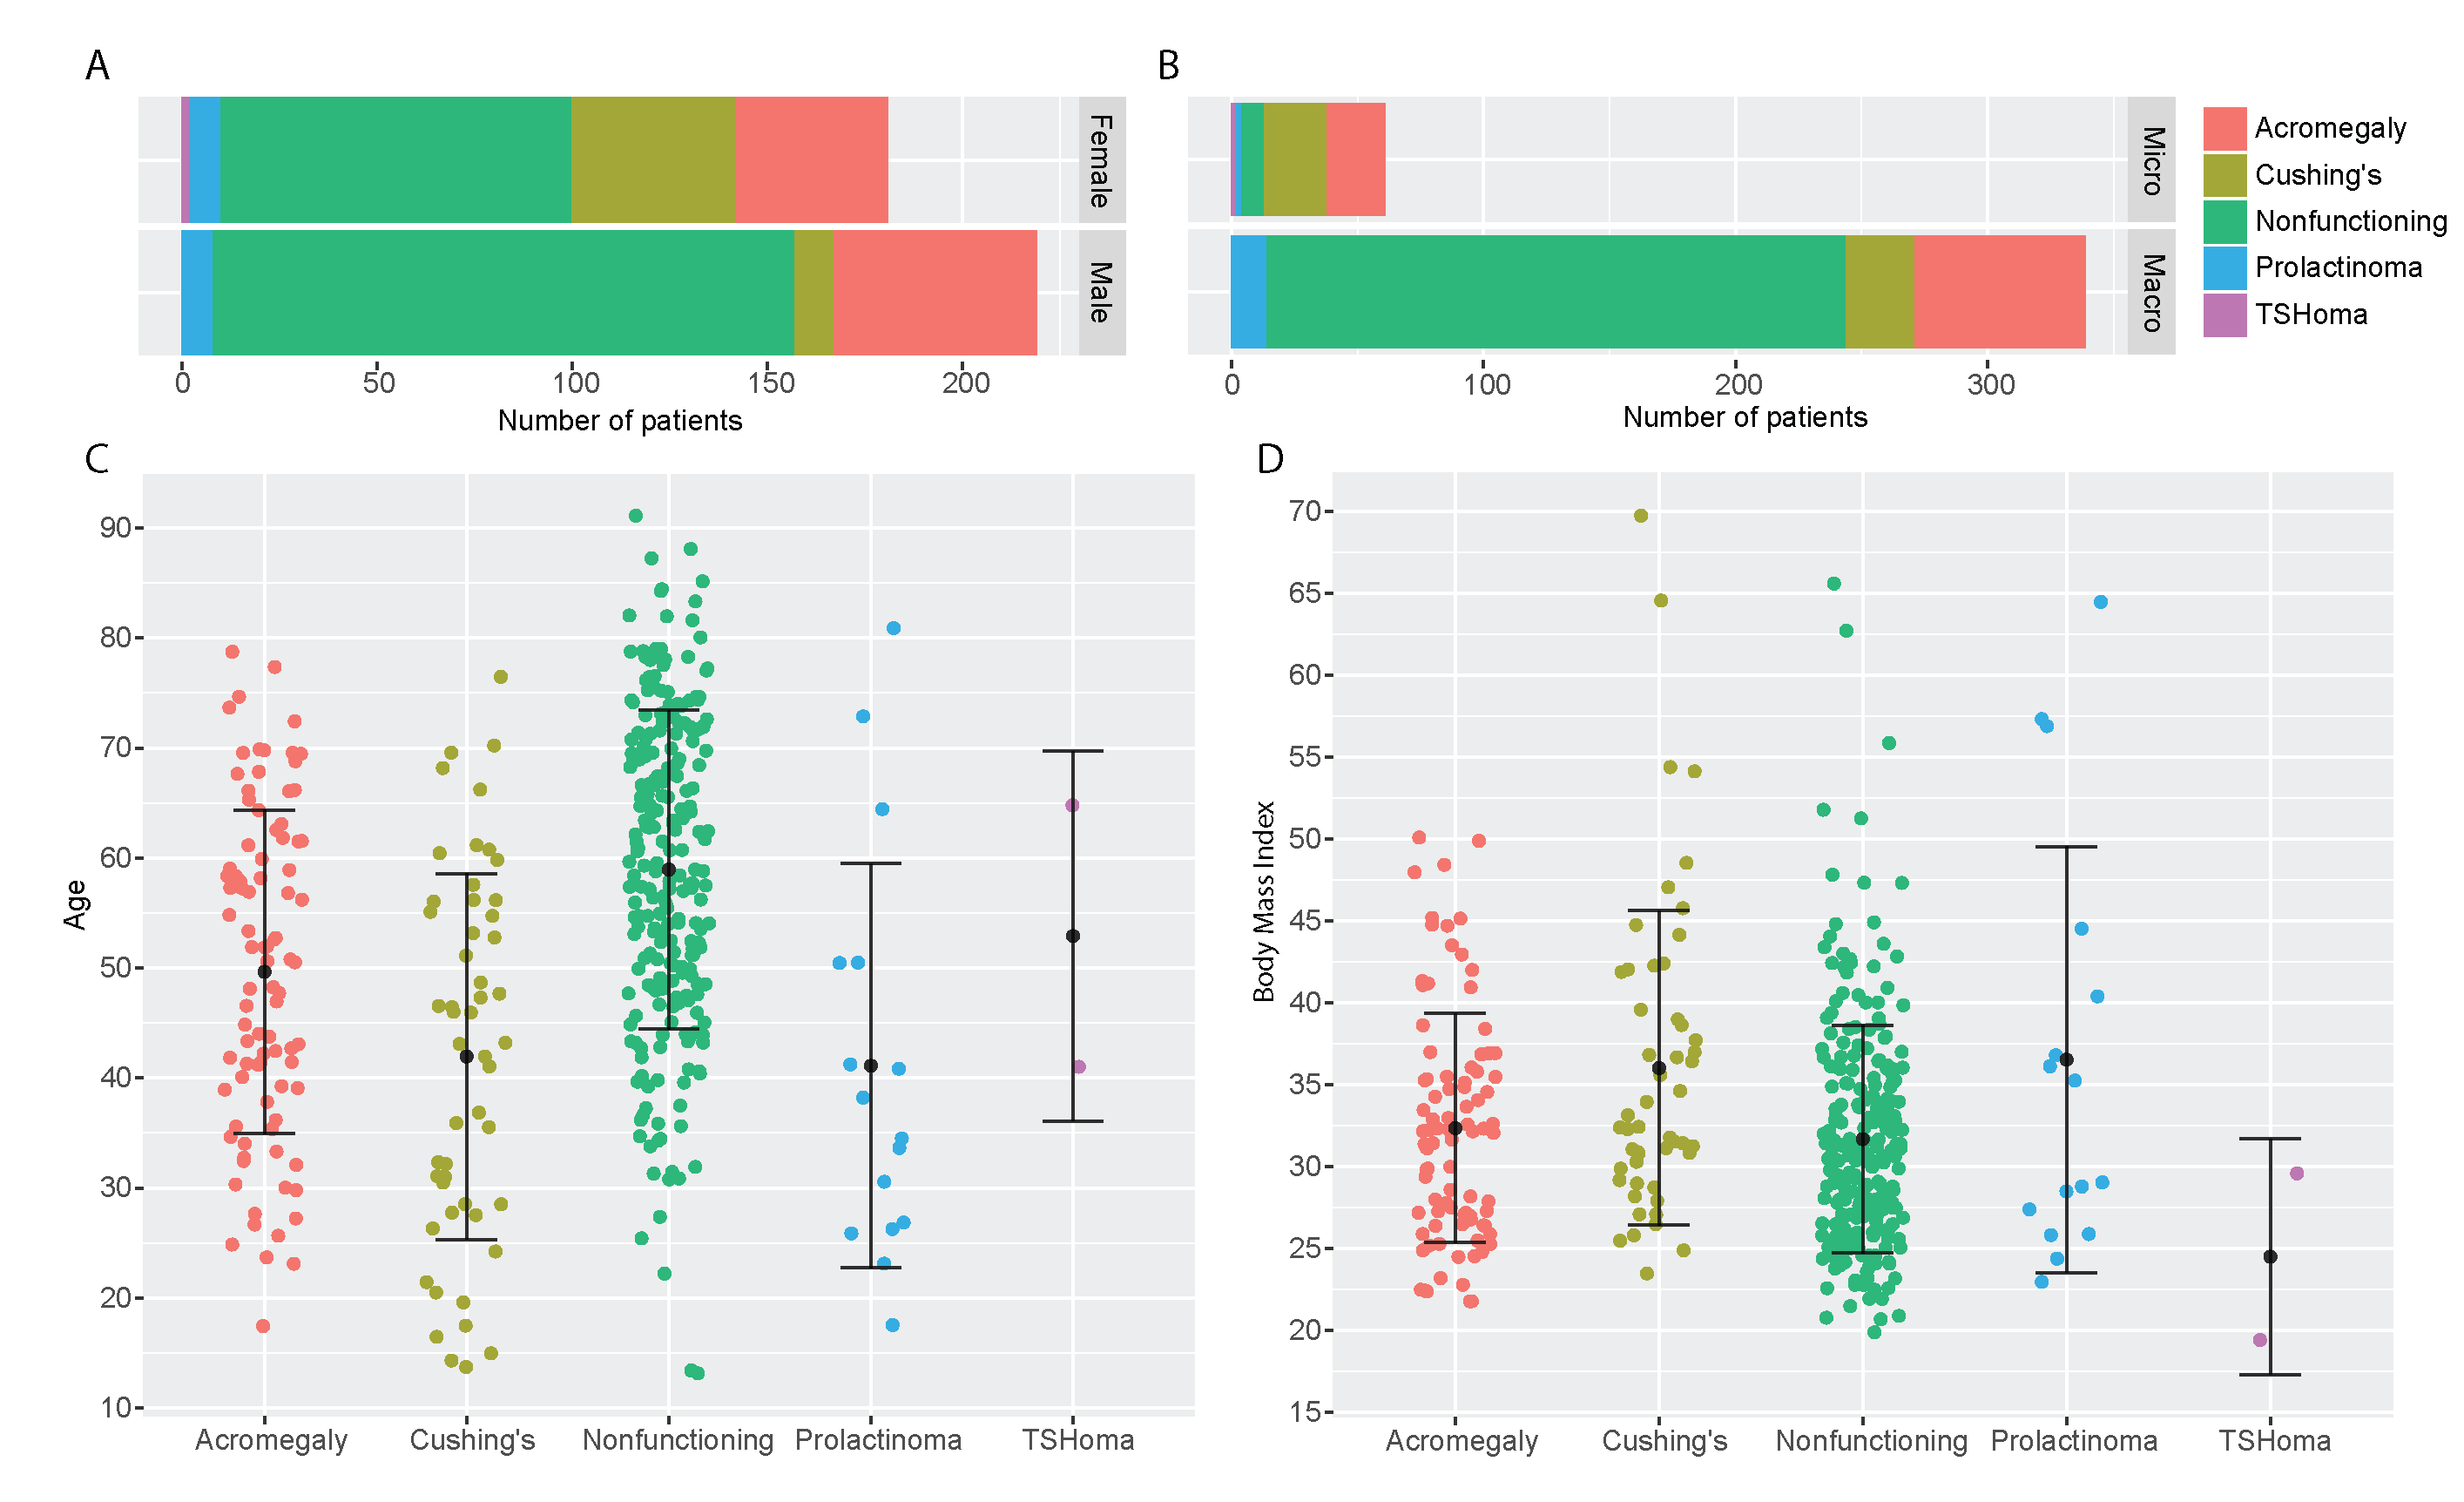 A
B
Female
Male
0 50 100 150 200
Number of patients
Micro
Macro
0 100 200 300
Number of patients
Acromegaly
Cushing's
Nonfunctioning
Prolactinoma
TSHoma
C
Age
90
80
70
60
50
40
30
20
10
Acromegaly Cushing's Nonfunctioning Prolactinoma TSHoma
D
Body Mass Index
70
65
60
55
50
45
40
35
30
25
20
15
Acromegaly Cushing's Nonfunctioning Prolactinoma TSHoma